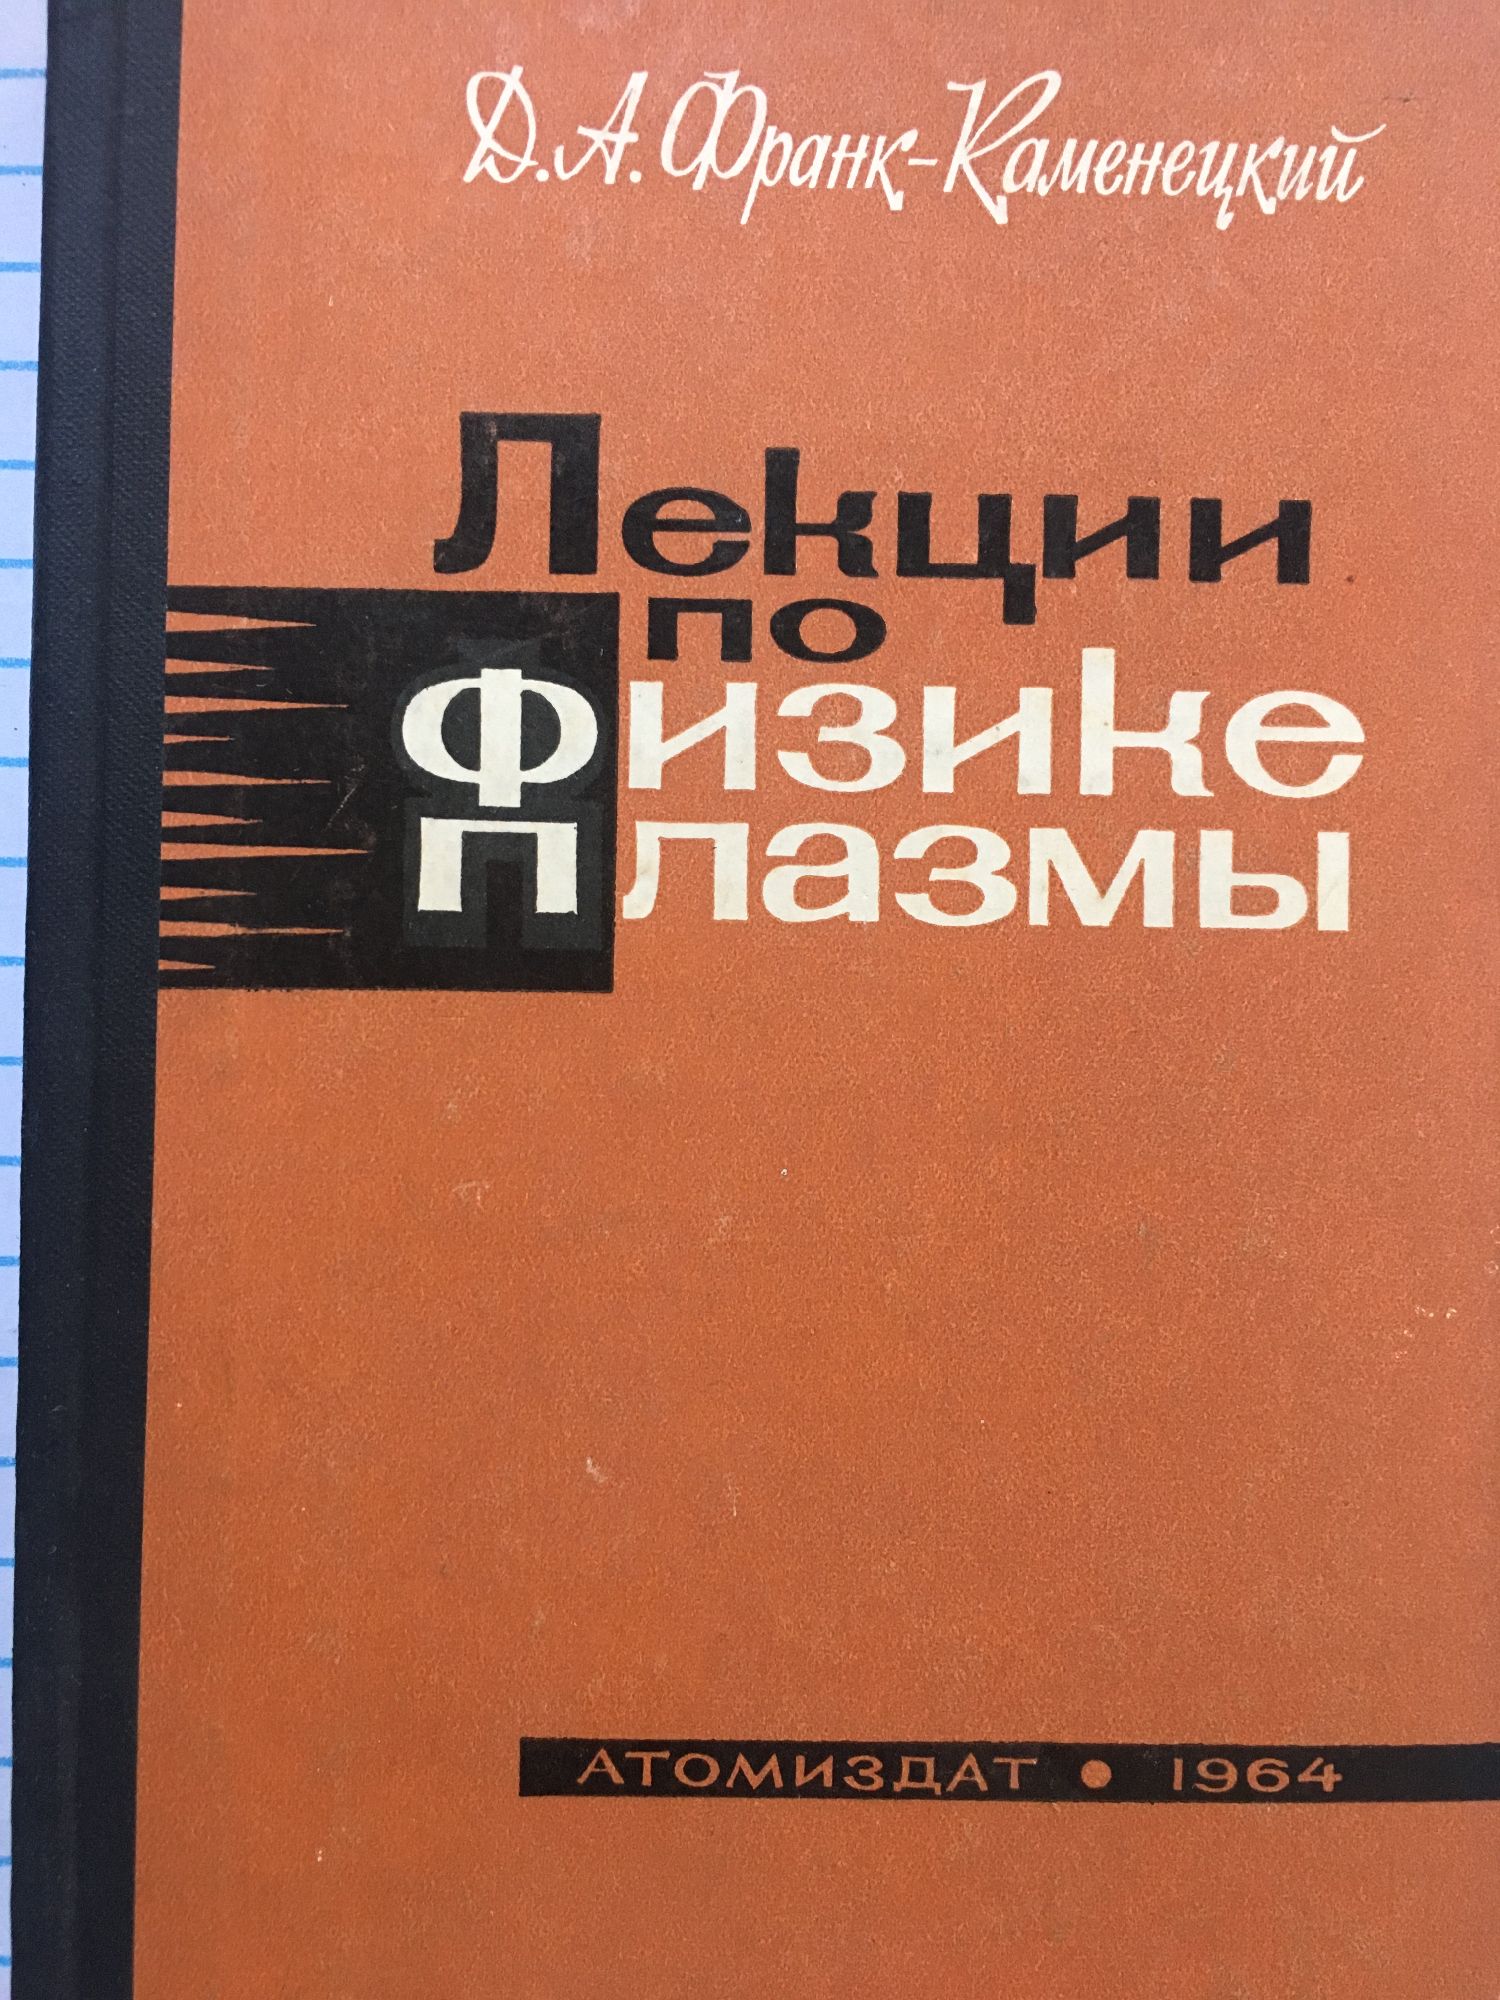 Д.А. Франк-Каменецкий
Лекции
по
Физике
Плазмы
АТОМИЗДАТ • 1964